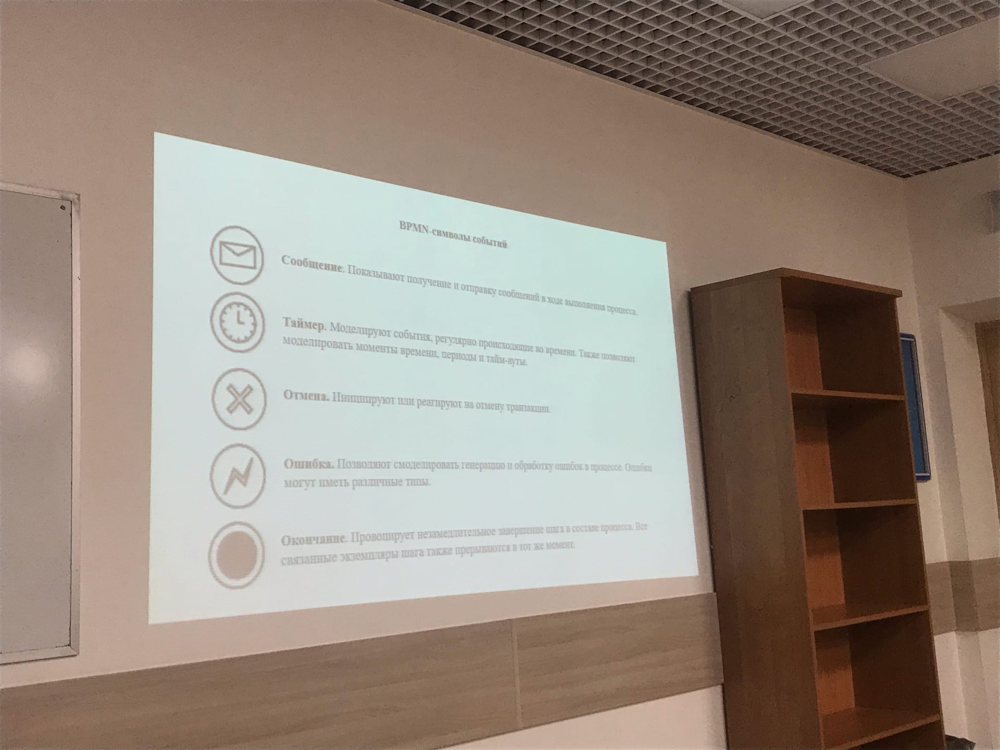 BPMN-символы событий
Сообщение. Показывают получение и отправку сообщений в ходе выполнения процесса.
Таймер. Моделируют события, регулярно происходящие во времени. Также позволяют
моделировать моменты времени, периоды и тайм-ауты.
Отмена. Инициируют или реагируют на отмену транзакции.
Ошибка. Позволяют смоделировать генерацию и обработку ошибок в процессе. Ошибки
могут иметь различные типы.
Окончание. Провоцирует незамедлительное завершение шага в составе процесса. Все
связанные экземпляры шага также прерываются в тот же момент.